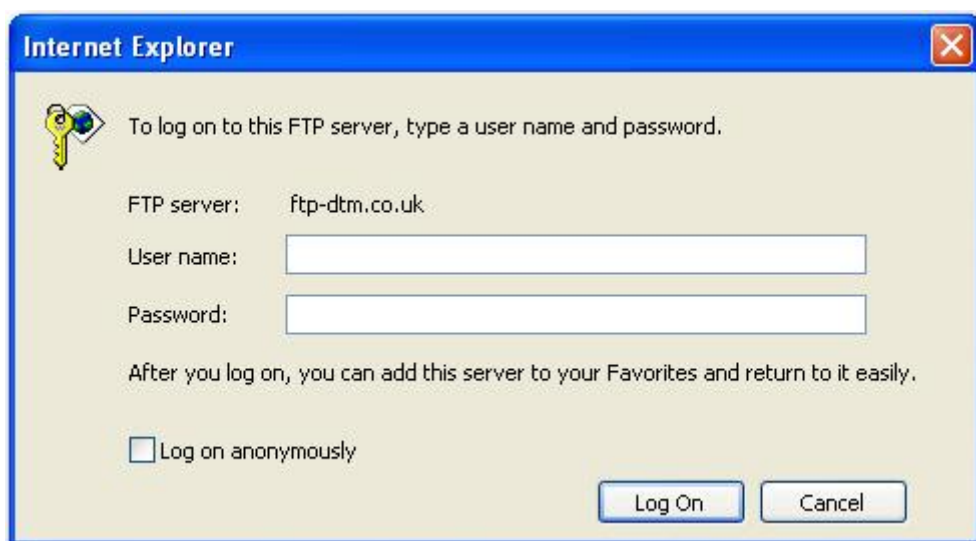 Internet Explorer
To log on to this FTP server, type a user name and password.
FTP server: ftp-dtm.co.uk
User name:
Password:
After you log on, you can add this server to your Favorites and return to it easily.
Log on anonymously
Log On Cancel